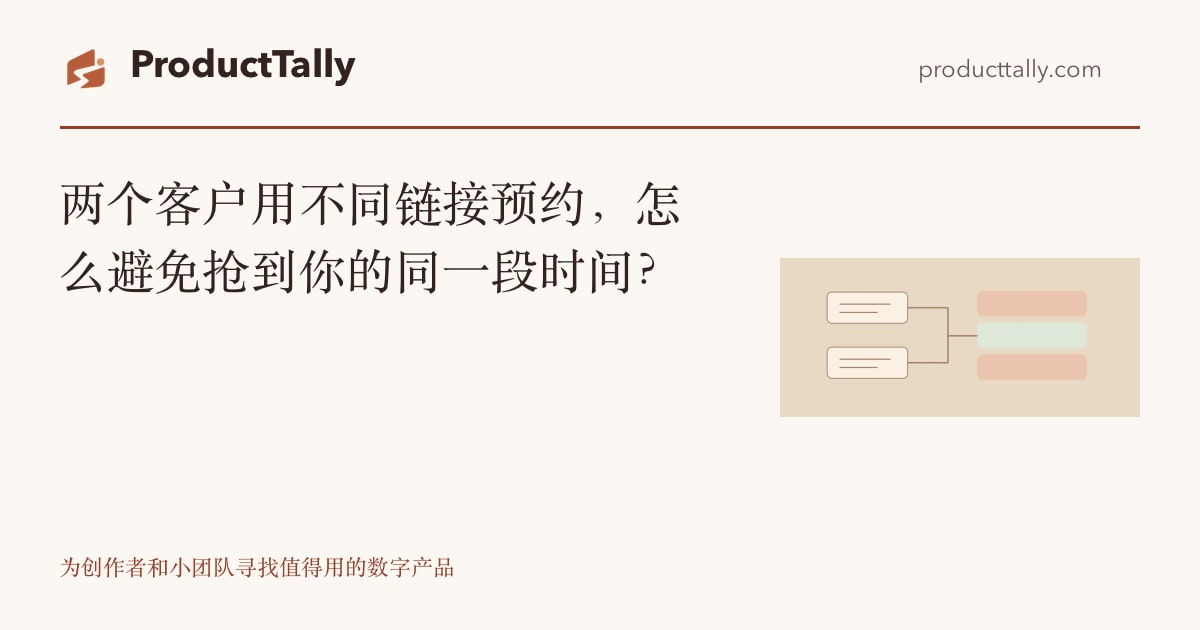 ProductTally
producttally.com
两个客户用不同链接预约，怎
么避免抢到你的同一段时间？
为创作者和小团队寻找值得用的数字产品